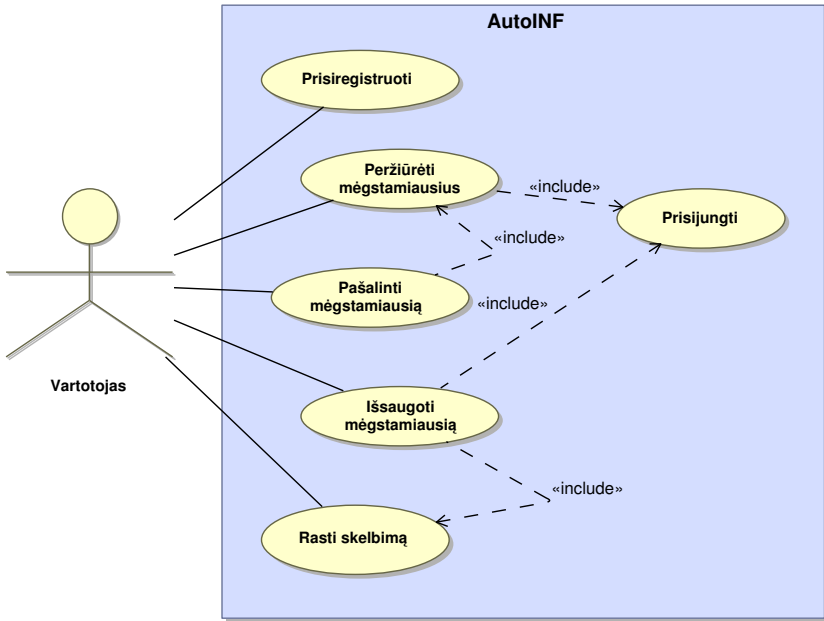 AutoINF
Prisiregistruoti
Peržiūrėti
mėgstamiausius
«include»
Prisijungti
«include»
Pašalinti
mėgstamiausią
«include»
Vartotojas
Išsaugoti
mėgstamiausią
«include»
Rasti skelbimą